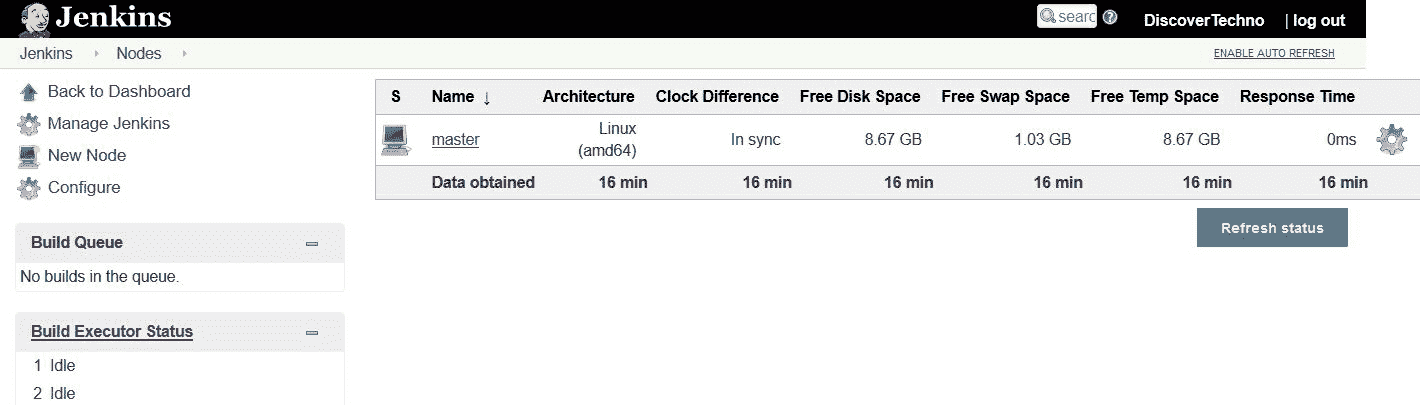 Jenkins
searc
DiscoverTechno | log out
Jenkins Nodes
ENABLE AUTO REFRESH
Back to Dashboard
Manage Jenkins
New Node
Configure
Build Queue
No builds in the queue.
Build Executor Status
1 Idle
2 Idle
S Name ↓ Architecture Clock Difference Free Disk Space Free Swap Space Free Temp Space Response Time
master Linux (amd64) In sync 8.67 GB 1.03 GB 8.67 GB 0ms
Data obtained 16 min 16 min 16 min 16 min 16 min 16 min
Refresh status